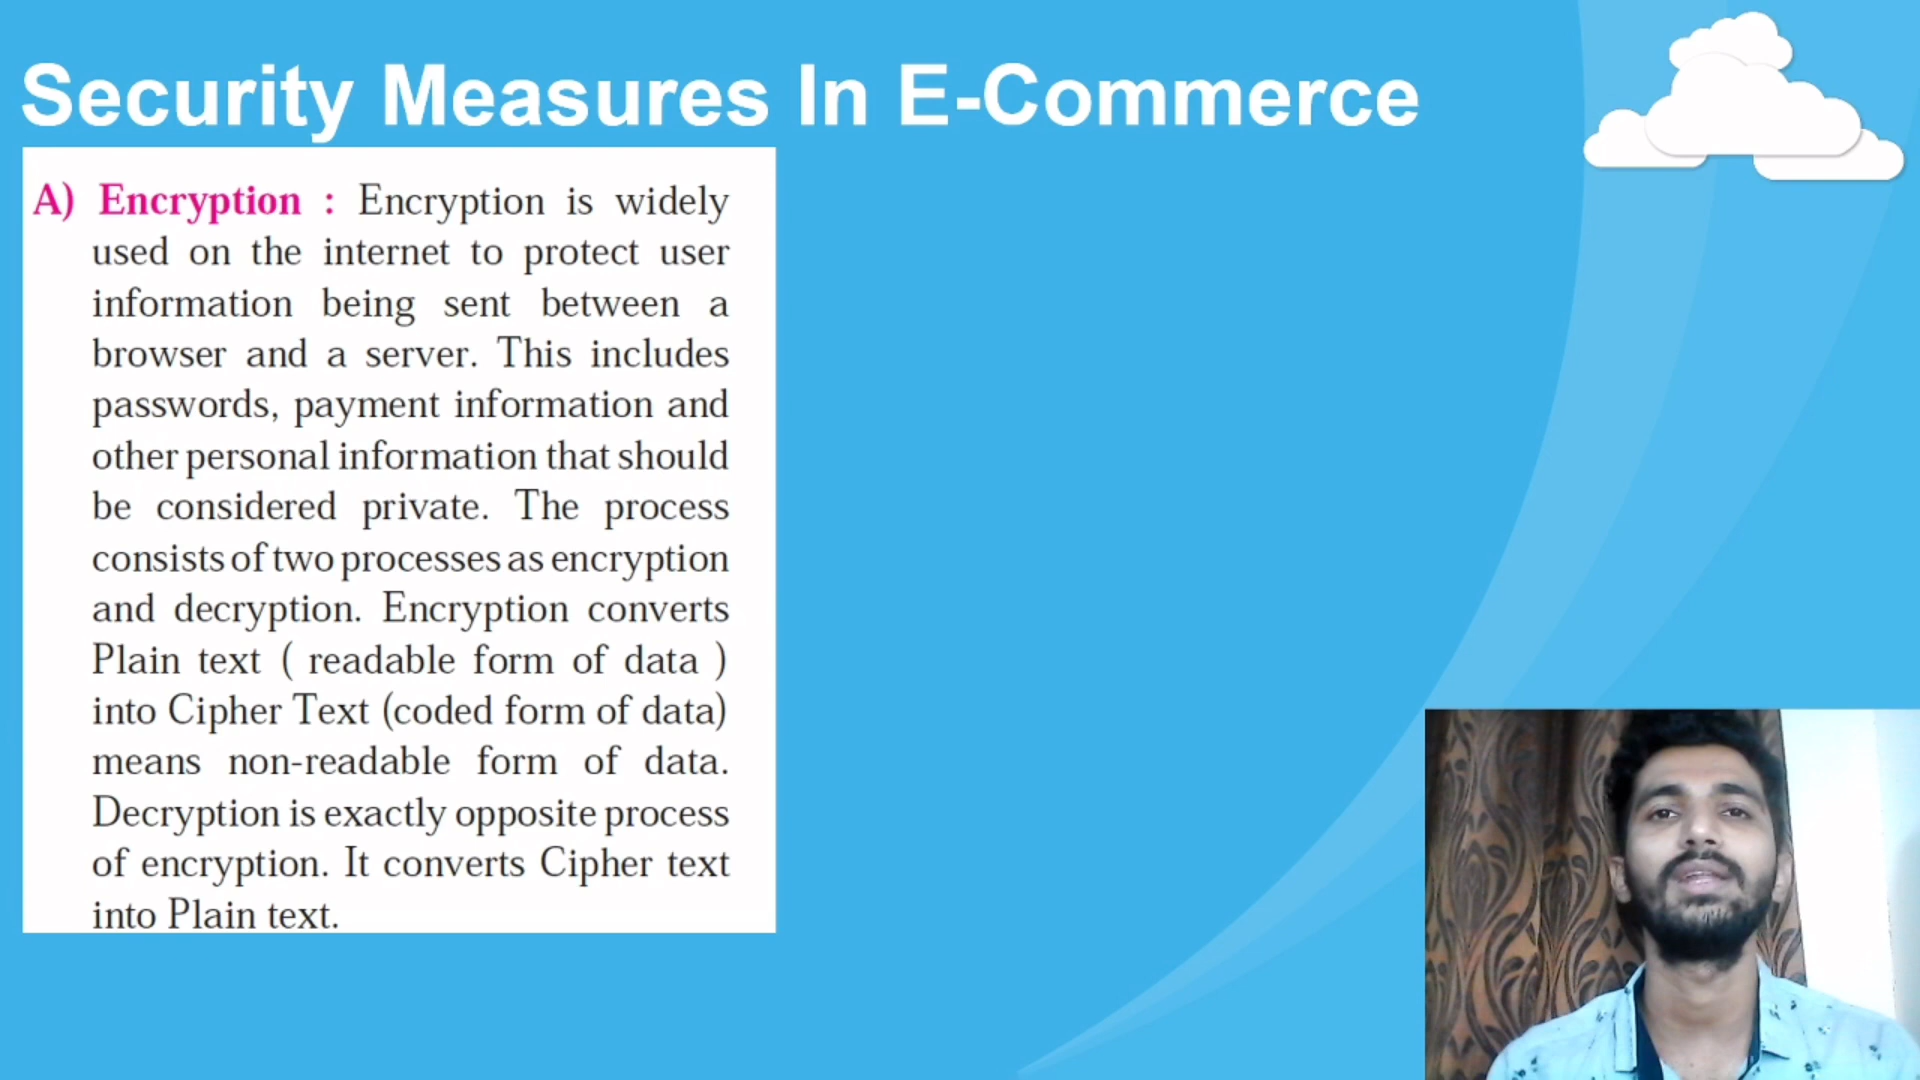 Security Measures In E-Commerce
A) Encryption : Encryption is widely
used on the internet to protect user
information being sent between a
browser and a server. This includes
passwords, payment information and
other personal information that should
be considered private. The process
consists of two processes as encryption
and decryption. Encryption converts
Plain text ( readable form of data )
into Cipher Text (coded form of data)
means non-readable form of data.
Decryption is exactly opposite process
of encryption. It converts Cipher text
into Plain text.